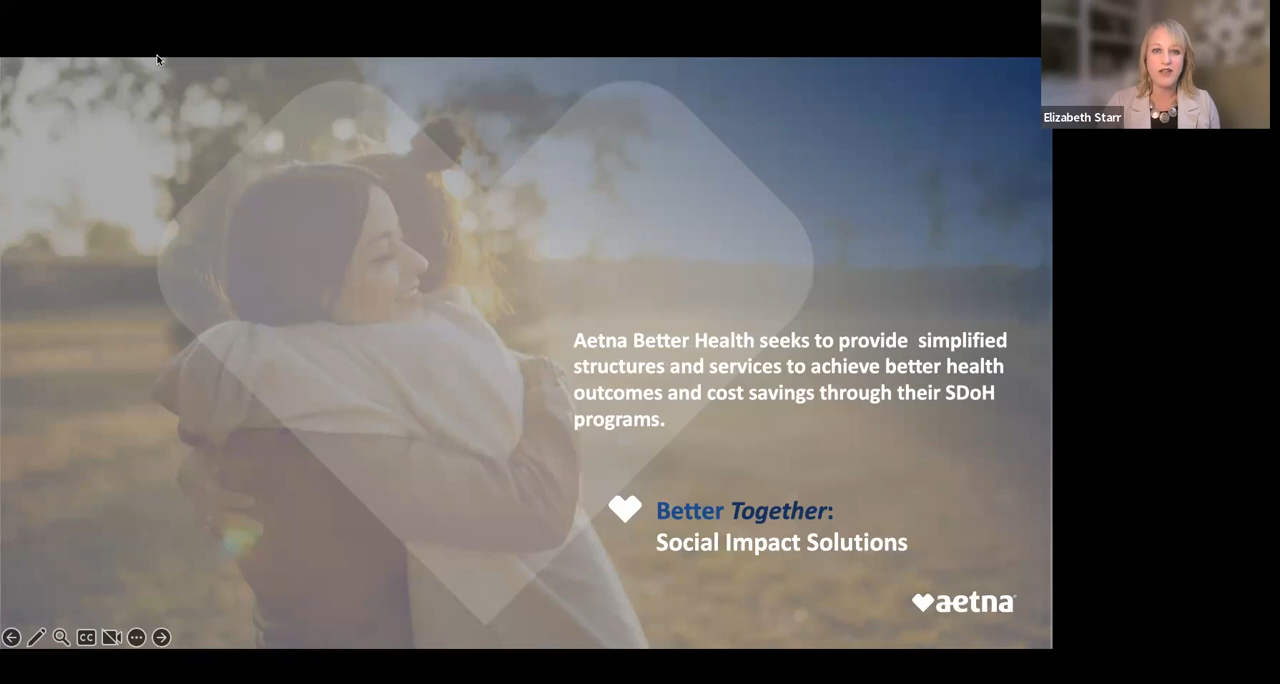 Elizabeth Starr
Aetna Better Health seeks to provide simplified
structures and services to achieve better health
outcomes and cost savings through their SDoH
programs.
Better Together:
Social Impact Solutions
aetna
CC